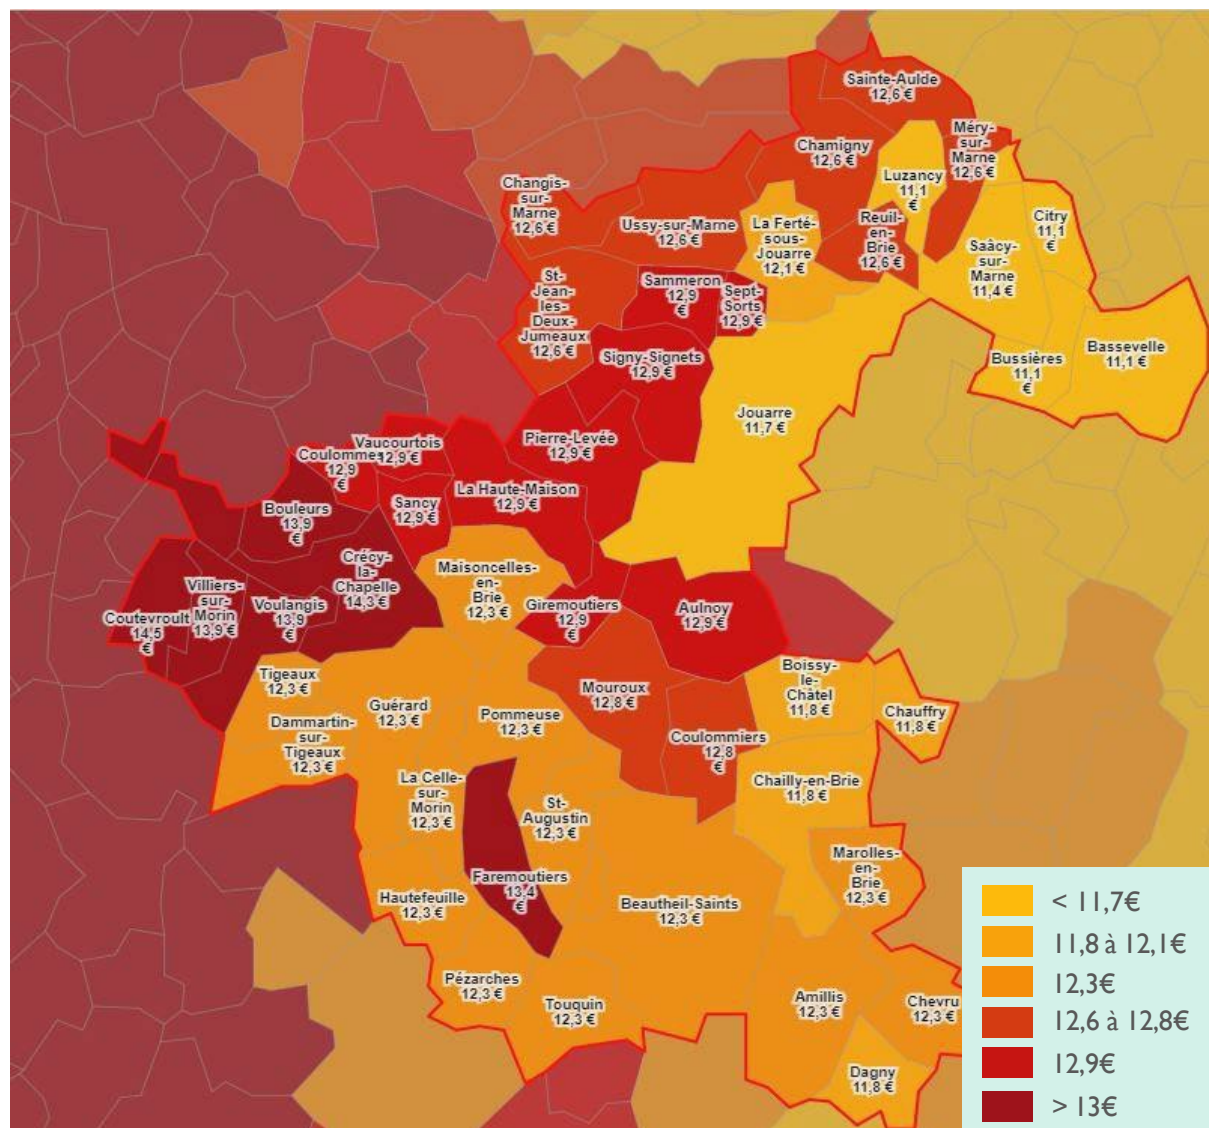 Sainte-Aulde
12,6 €
Méry-
sur-
Marne
12,6 €
Chamigny
12,6 €
Luzancy
11,1
€
Changis-
sur-
Marne
12,6 €
Ussy-sur-Marne
12,6 €
La Ferté-
sous-
Jouarre
12,1 €
Reuil-
en-
Brie
12,6 €
Citry
11,1
€
Saâcy-
sur-
Marne
11,4 €
St-
Jean-
les-
Deux-
Jumeaux
12,6 €
Sammeron
12,9
€
Sept-
Sorts
12,9 €
Signy-Signets
12,9 €
Bussières
11,1
€
Bassevelle
11,1 €
Jouarre
11,7 €
Pierre-Levée
12,9 €
Vaucourtois
12,9 €
Coulommes
12,9
€
La Haute-Maison
12,9 €
Sancy
12,9 €
Bouleurs
13,9
€
Crécy-
la-
Chapelle
14,3 €
Maisoncelles-
en-
Brie
12,3 €
Villiers-
sur-
Morin
13,9 €
Voulangis
13,9
€
Coutevroult
14,5
€
Giremoutiers
12,9
€
Aulnoy
12,9 €
Tigeaux
12,3 €
Guérard
12,3 €
Pommeuse
12,3 €
Mouroux
12,8 €
Boissy-
le-
Châtel
11,8 €
Chauffry
11,8 €
Dammartin-
sur-
Tigeaux
12,3 €
Coulommiers
12,8
€
La Celle-
sur-
Morin
12,3 €
St-
Augustin
12,3 €
Chailly-en-Brie
11,8 €
Marolles-
en-
Brie
12,3 €
Faremoutiers
13,4
€
Hautefeuille
12,3 €
Beautheil-Saints
12,3 €
Pézarches
12,3 €
Touquin
12,3 €
Amillis
12,3 €
Chevru
12,3 €
Dagny
11,8 €
< 11,7€
11,8 à 12,1€
12,3€
12,6 à 12,8€
12,9€
> 13€